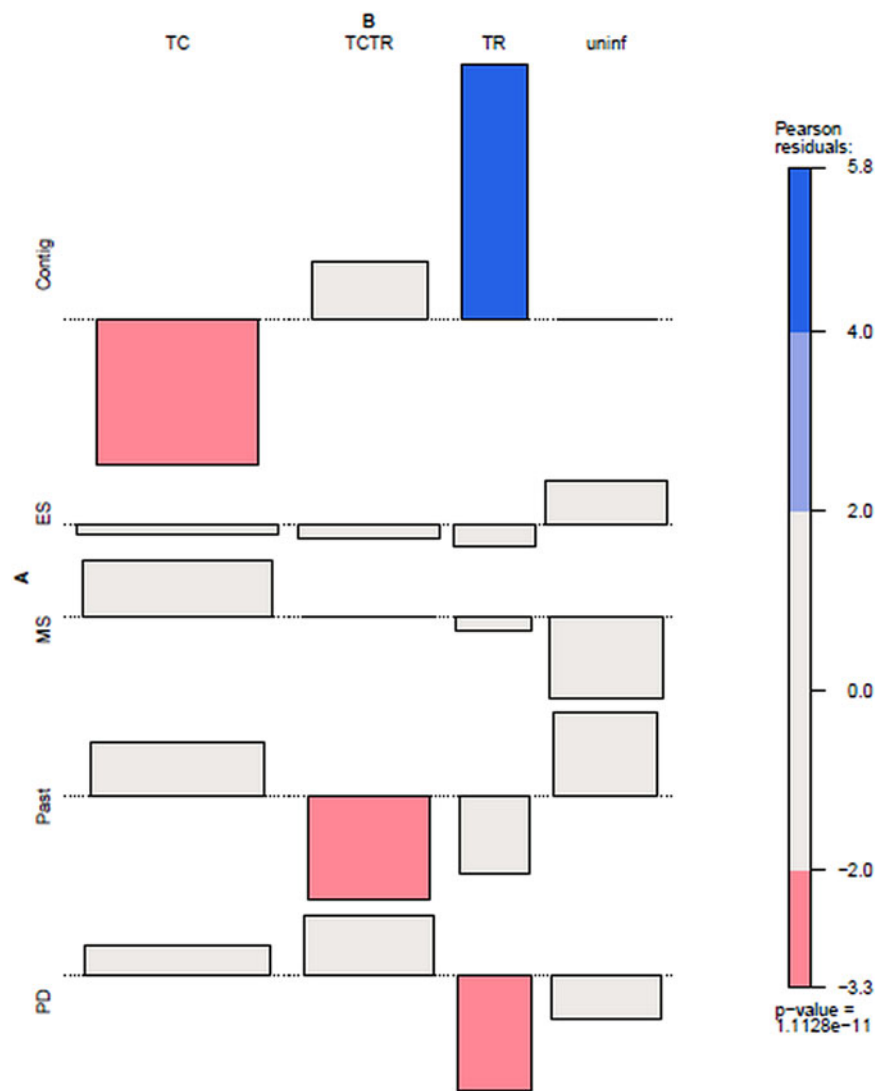 B
TC TCTR TR uninf
Contig
ES
A
MS
Past
PD
Pearson
residuals:
5.8
4.0
2.0
0.0
−2.0
−3.3
p−value =
1.1128e−11